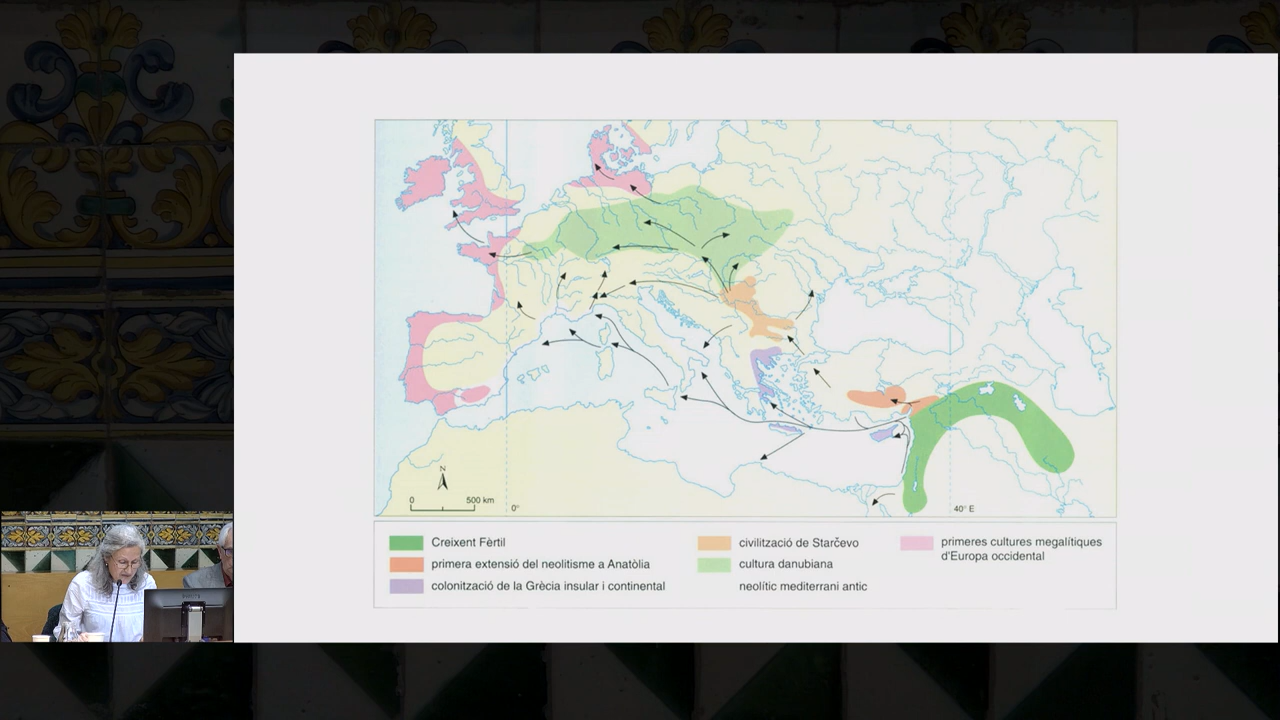 N
0 500 km
0°
40° E
Creixent Fèrtil
primera extensió del neolitisme a Anatòlia
colonització de la Grècia insular i continental
civilització de Starčevo
cultura danubiana
neolític mediterrani antic
primeres cultures megalítiques
d'Europa occidental